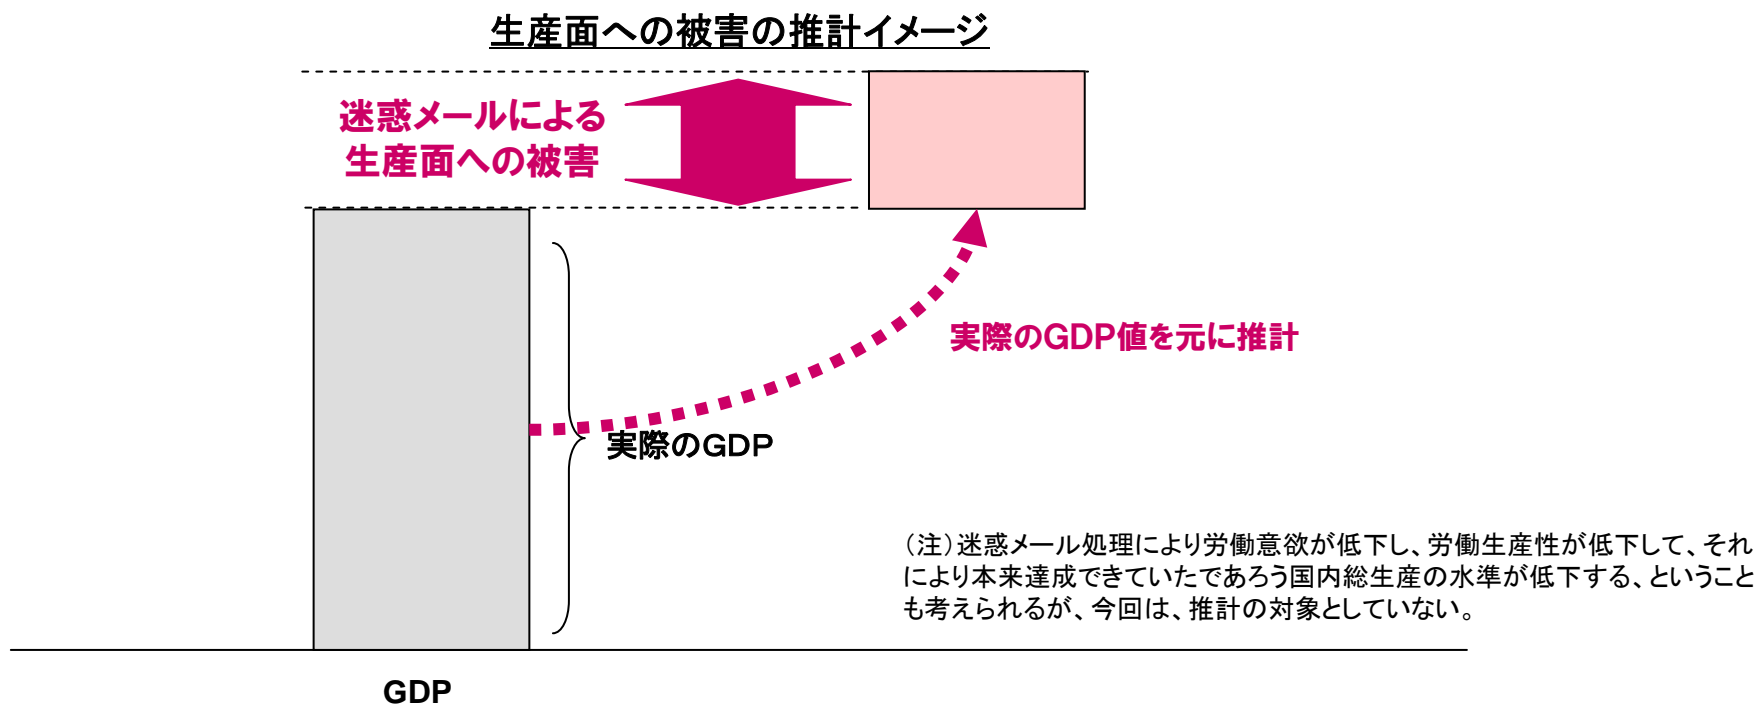 生産面への被害の推計イメージ
迷惑メールによる
生産面への被害
実際のGDP値を元に推計
実際のGDP
（注）迷惑メール処理により労働意欲が低下し、労働生産性が低下して、それ
により本来達成できていたであろう国内総生産の水準が低下する、ということ
も考えられるが、今回は、推計の対象としていない。
GDP